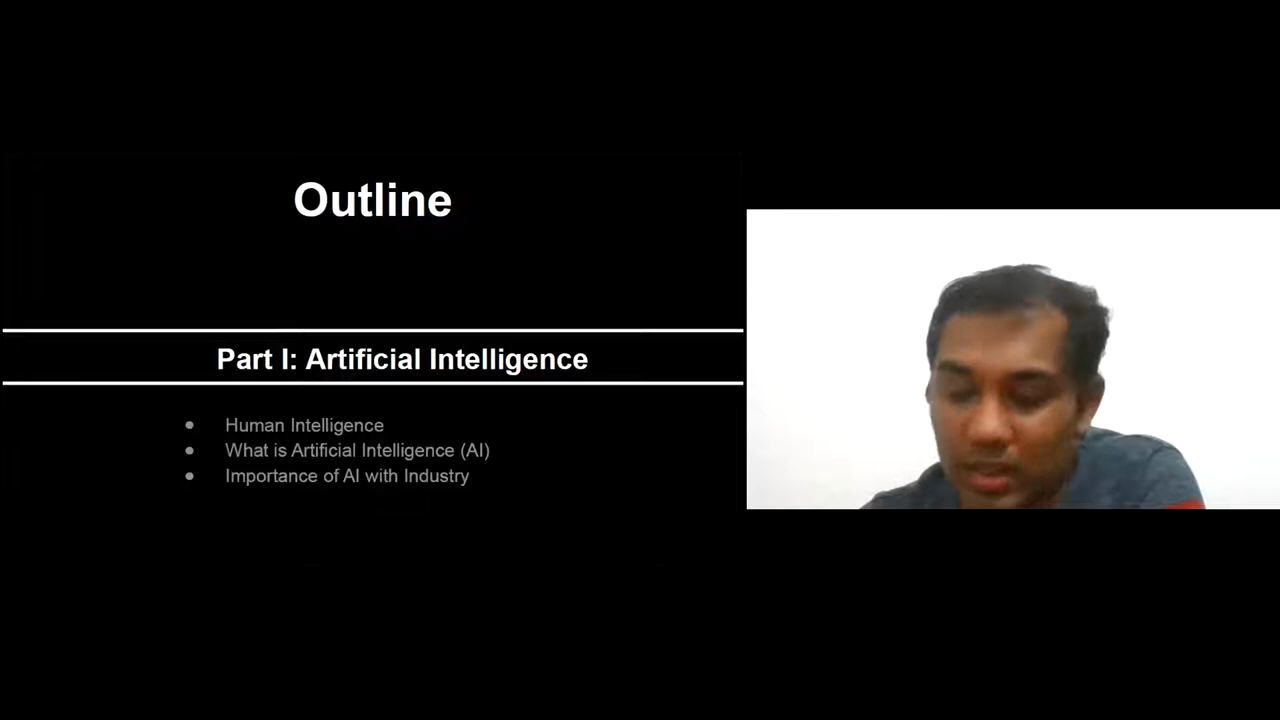 Outline
Part I: Artificial Intelligence
● Human Intelligence
● What is Artificial Intelligence (AI)
● Importance of AI with Industry